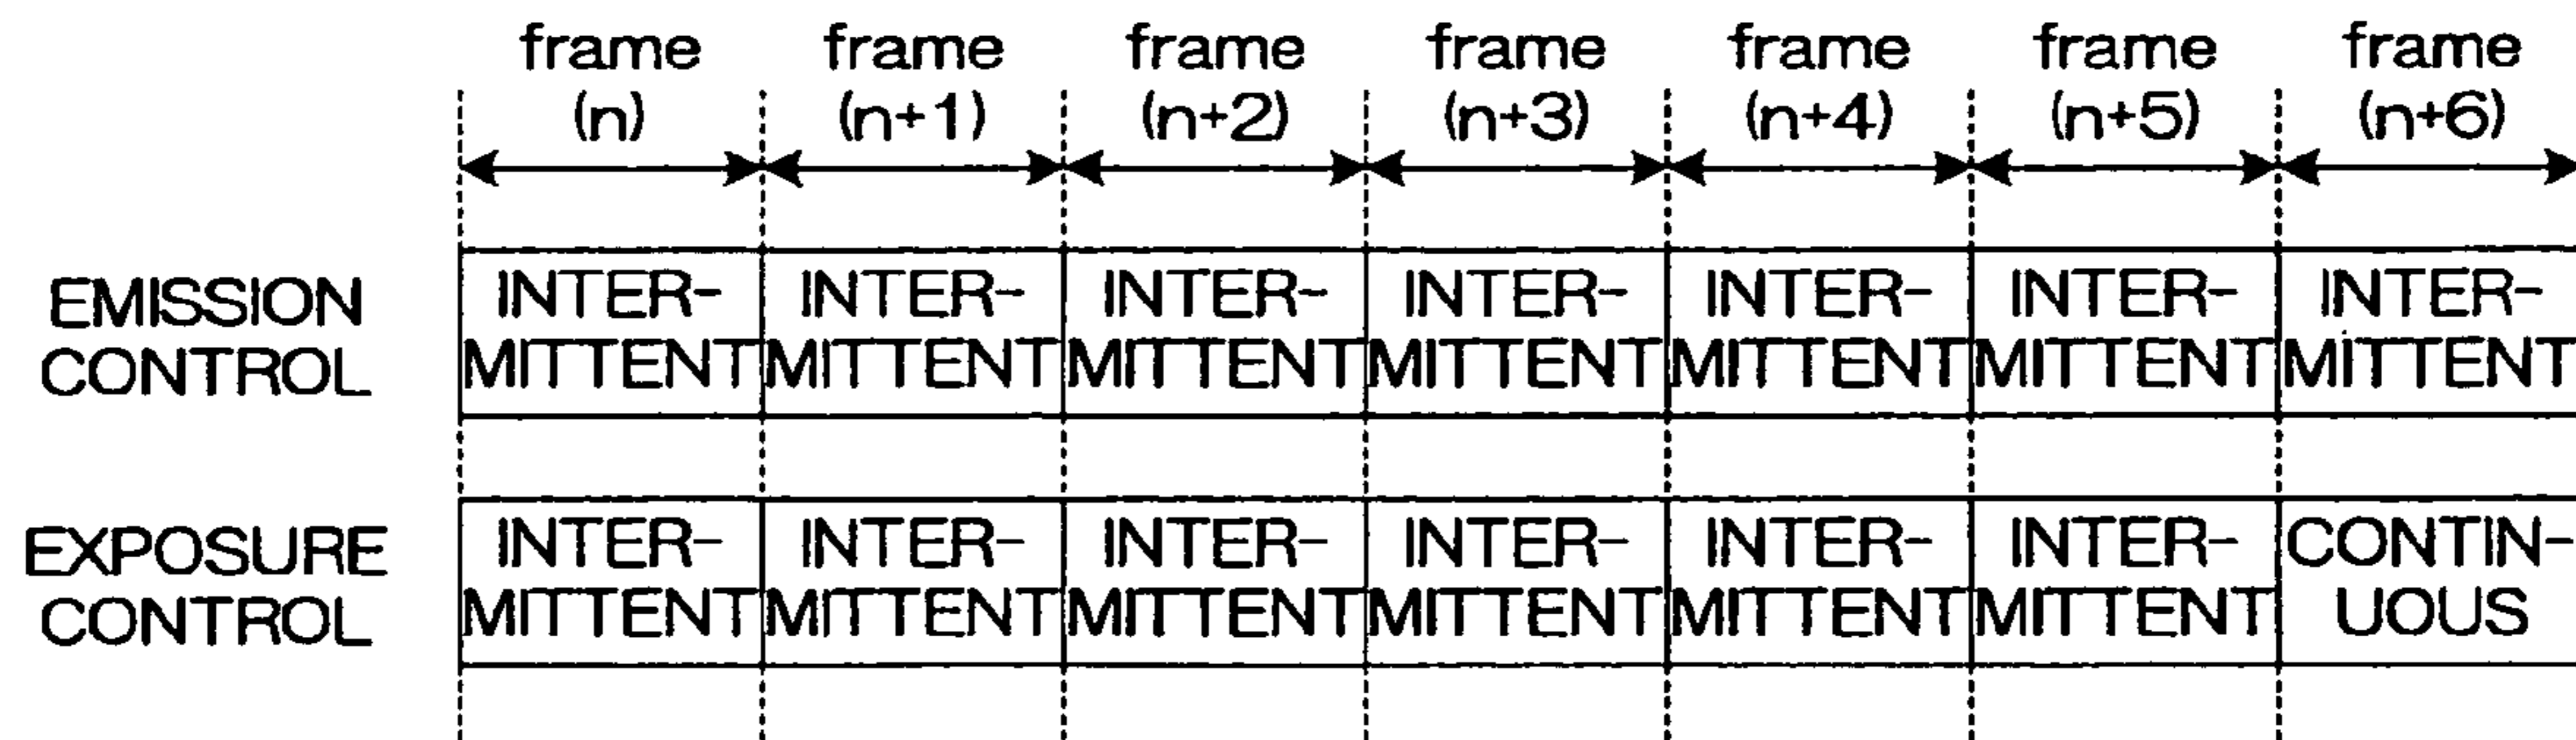 frame frame frame frame frame frame frame
(n) (n+1) (n+2) (n+3) (n+4) (n+5) (n+6)
EMISSION CONTROL
INTER- INTER- INTER- INTER- INTER- INTER- INTER-
MITTENT MITTENT MITTENT MITTENT MITTENT MITTENT MITTENT
EXPOSURE CONTROL
INTER- INTER- INTER- INTER- INTER- INTER- CONTIN-
MITTENT MITTENT MITTENT MITTENT MITTENT MITTENT UOUS